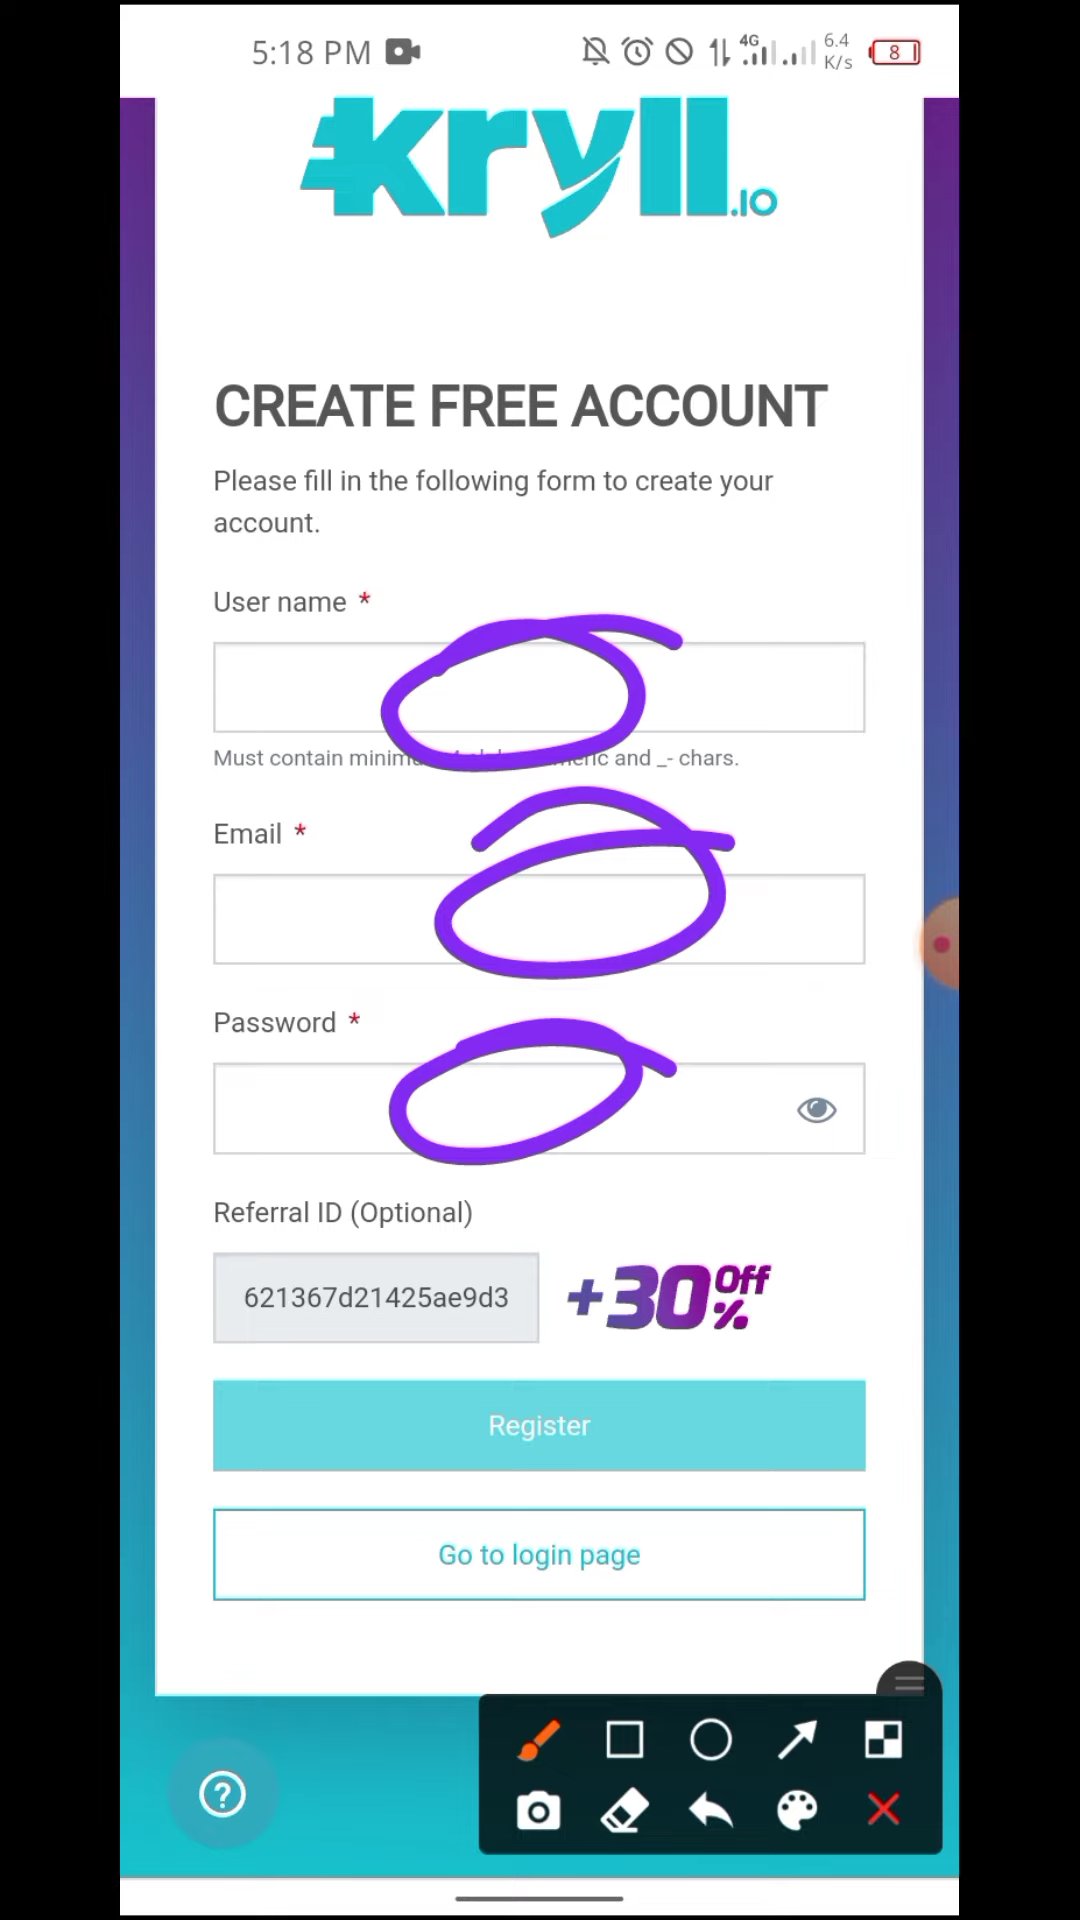 5:18 PM 4G 6.4 K/s 8
kryll.IO
CREATE FREE ACCOUNT
Please fill in the following form to create your
account.
User name *
Must contain and _- chars.
Email *
Password *
Referral ID (Optional)
621367d21425ae9d3
+30% Off
Register
Go to login page